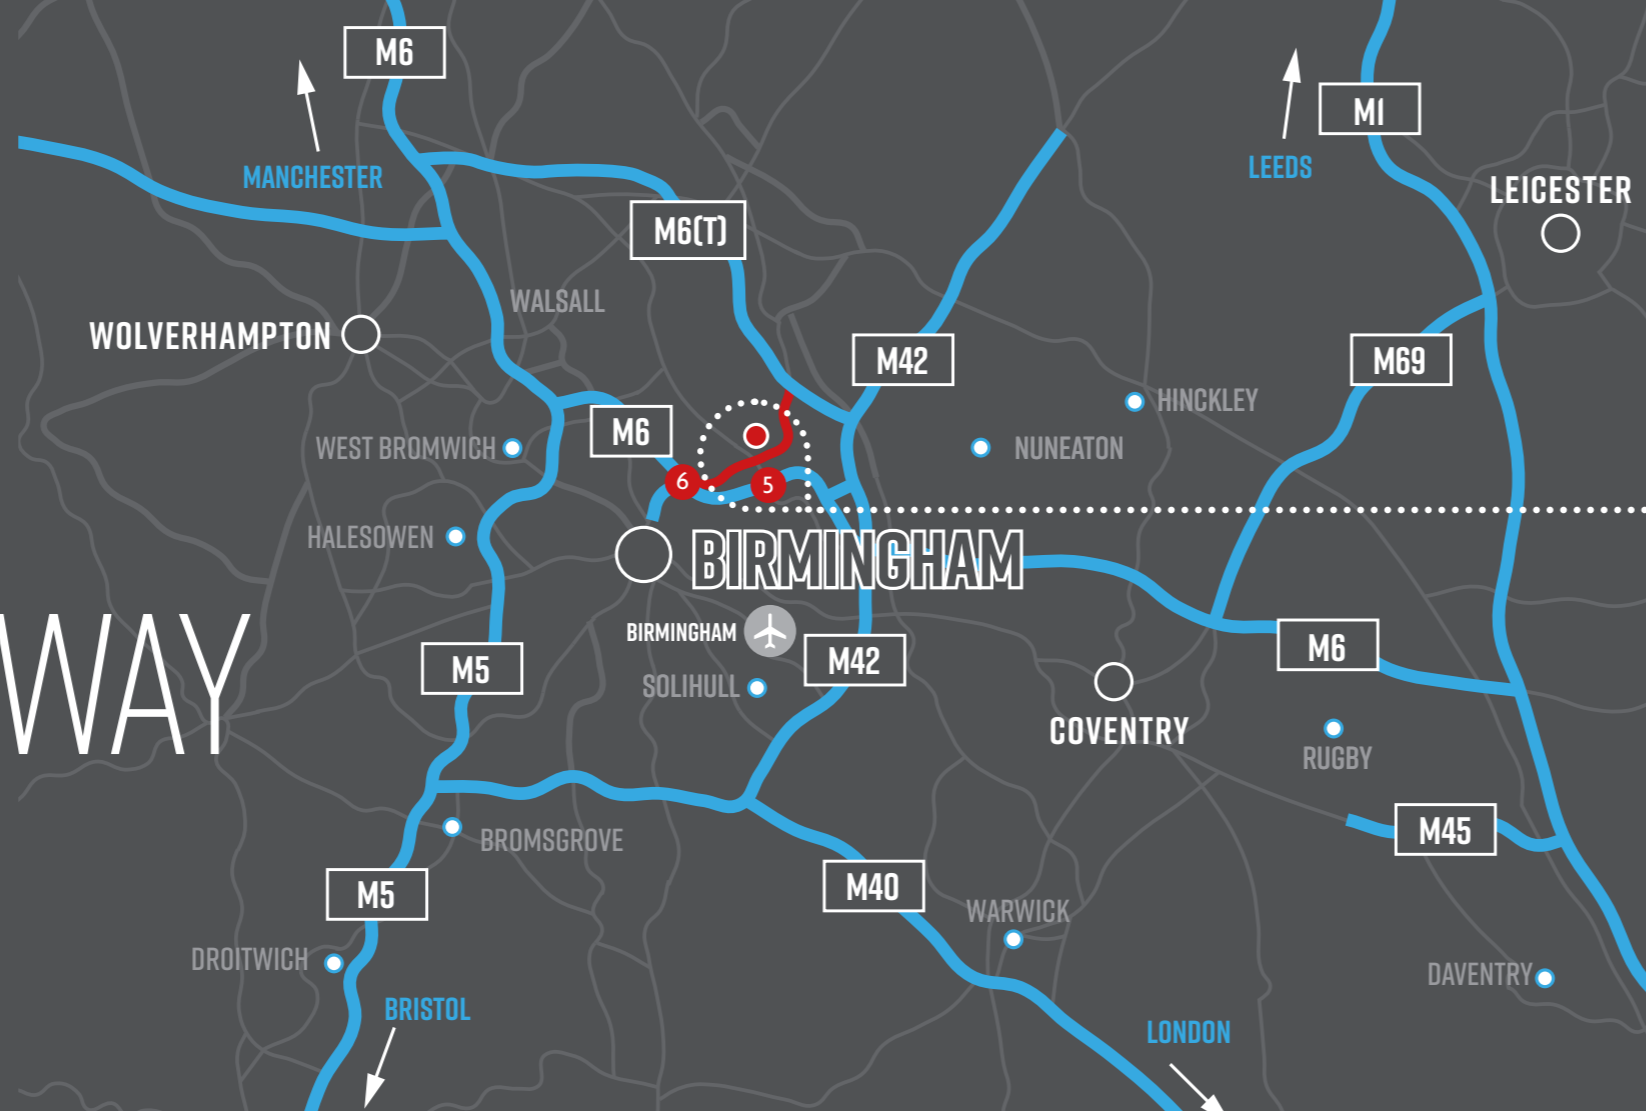 M6
M1
MANCHESTER
LEEDS
LEICESTER
M6(T)
WALSALL
WOLVERHAMPTON
M42
M69
HINCKLEY
M6
WEST BROMWICH
NUNEATON
6
5
HALESOWEN
BIRMINGHAM
WAY
BIRMINGHAM
M6
M5
M42
SOLIHULL
COVENTRY
RUGBY
M45
BROMSGROVE
M5
M40
WARWICK
DROITWICH
DAVENTRY
BRISTOL
LONDON